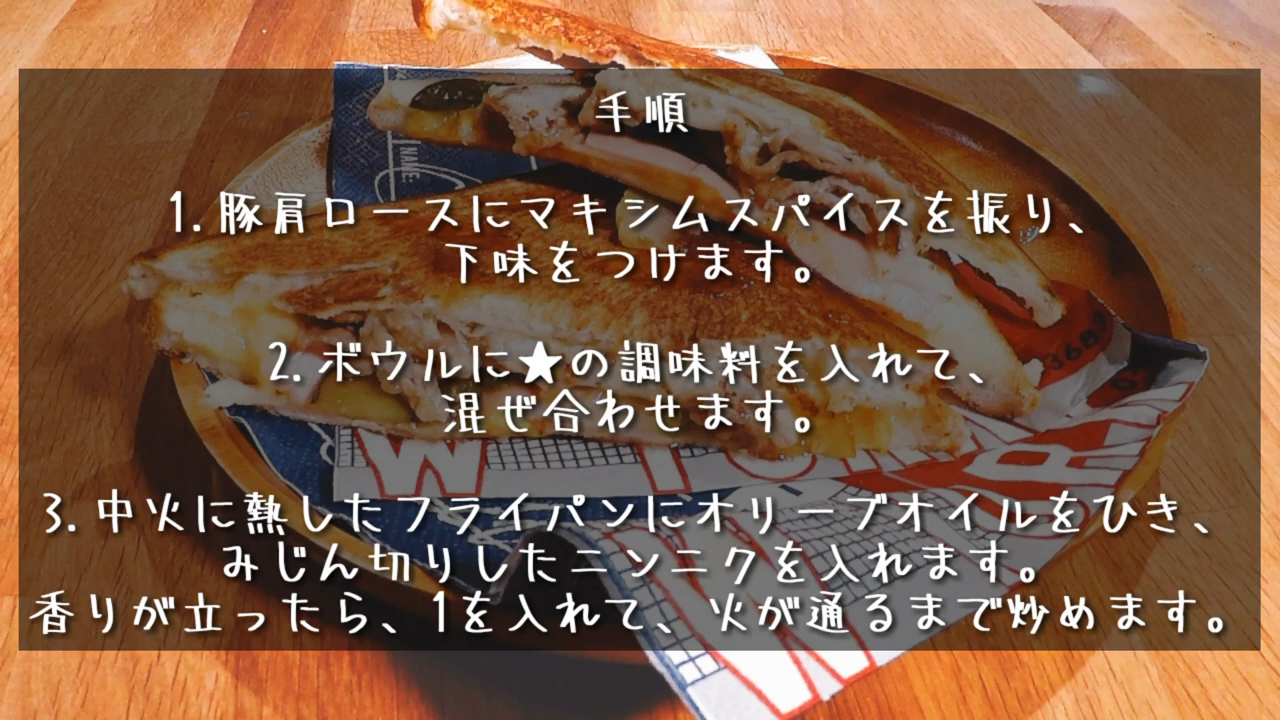 手順
1.豚肩ロースにマキシムスパイスを振り、
下味をつけます。
2.ボウルに★の調味料を入れて、
混ぜ合わせます。
3.中火に熱したフライパンにオリーブオイルをひき、
みじん切りしたニンニクを入れます。
香りが立ったら、1を入れて、火が通るまで炒めます。
NAME:
W